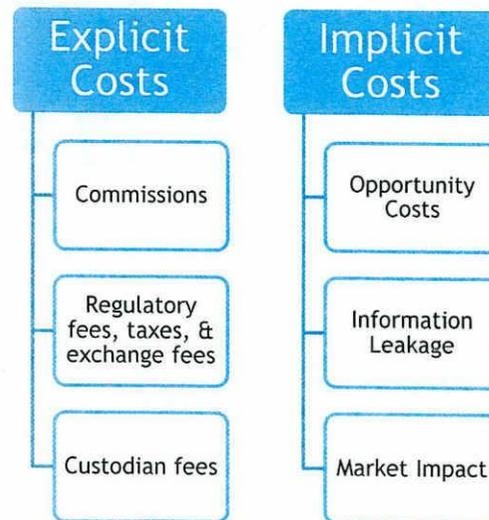 Explicit
Costs
Commissions
Regulatory
fees, taxes, &
exchange fees
Custodian fees
Implicit
Costs
Opportunity
Costs
Information
Leakage
Market Impact